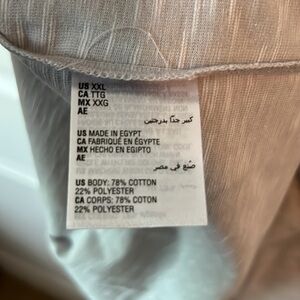 US XXL
CA TTG
MX XXG
AE
كبير جدًا بدرجتين
US MADE IN EGYPT
CA FABRIQUÉ EN ÉGYPTE
MX HECHO EN EGIPTO
AE
صنع في مصر
US BODY: 78% COTTON
22% POLYESTER
CA CORPS: 78% COTON
22% POLYESTER